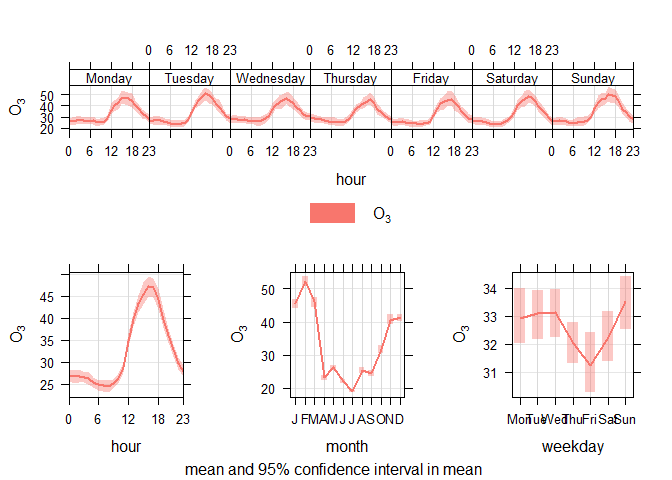 0 6 12 18 23 0 6 12 18 23 0 6 12 18 23
Monday Tuesday Wednesday Thursday Friday Saturday Sunday
50
40
30
20
O₃
0 6 12 18 23 0 6 12 18 23 0 6 12 18 23 0 6 12 18 23
hour
O₃
45
40
35
30
25
O₃
0 6 12 18 23
hour
50
40
30
20
O₃
J F M A M J J A S O N D
month
34
33
32
31
O₃
Mon Tue Wed Thu Fri Sat Sun
weekday
mean and 95% confidence interval in mean